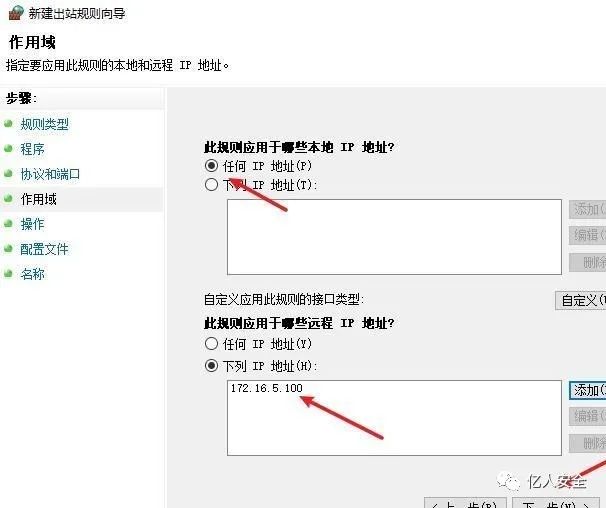 新建出站规则向导
作用域
指定要应用此规则的本地和远程 IP 地址。
步骤:
规则类型
程序
协议和端口
作用域
操作
配置文件
名称
此规则应用于哪些本地 IP 地址?
任何 IP 地址(P)
下列 IP 地址(T):
添加(
编辑(
删除
自定义应用此规则的接口类型:
自定义(U
此规则应用于哪些远程 IP 地址?
任何 IP 地址(Y)
下列 IP 地址(H):
172.16.5.100
添加(
编辑(
删除
亿人安全
< 上一步(B)
下一步(N) >